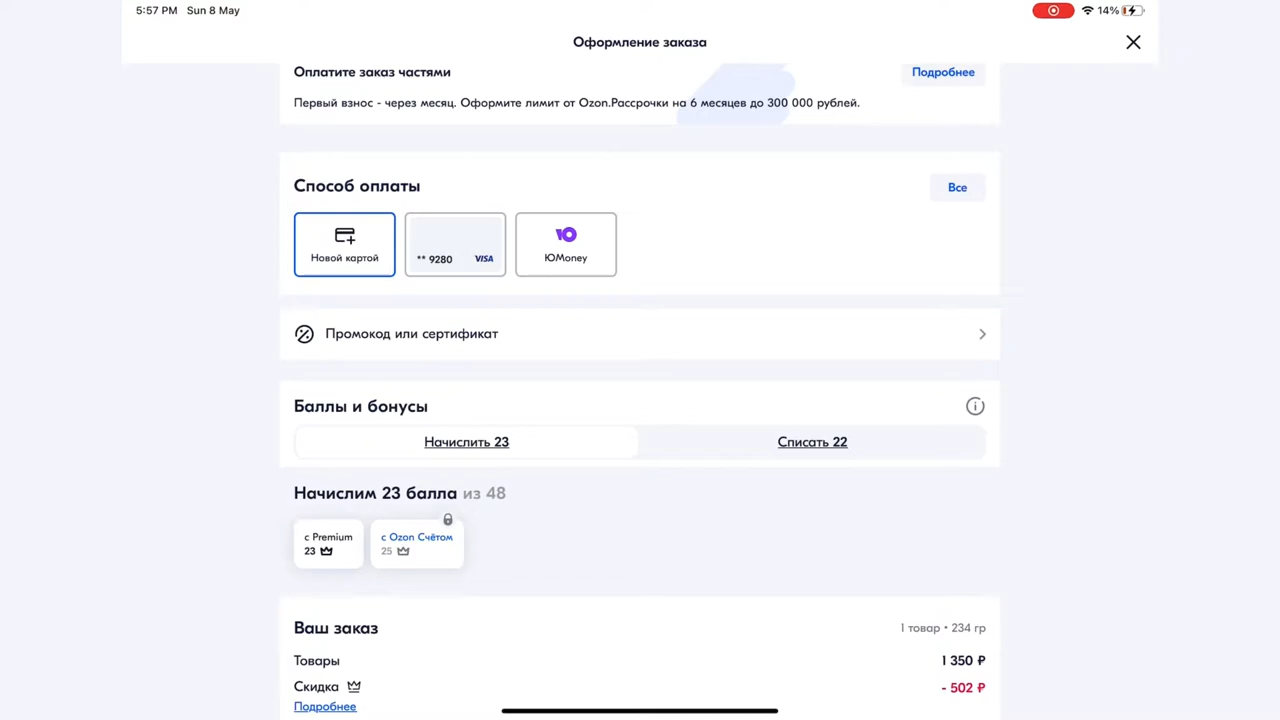 5:57 PM Sun 8 May
14%
Оформление заказа
Оплатите заказ частями
Подробнее
Первый взнос - через месяц. Оформите лимит от Ozon.Рассрочки на 6 месяцев до 300 000 рублей.
Способ оплаты
Все
Новой картой
** 9280 VISA
ЮMoney
Промокод или сертификат
Баллы и бонусы
Начислить 23
Списать 22
Начислим 23 балла из 48
с Premium
23
с Ozon Счётом
25
Ваш заказ
1 товар • 234 гр
Товары
1 350 ₽
Скидка
- 502 ₽
Подробнее